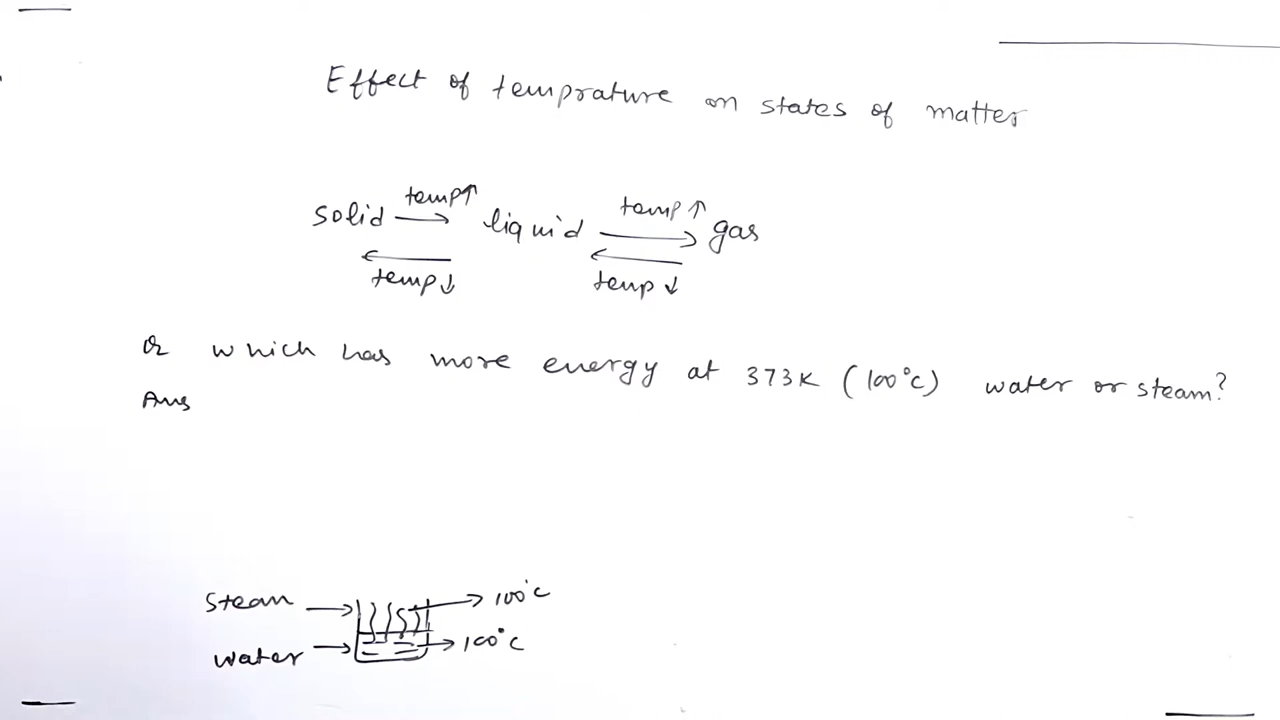 Effect of temprature on states of matter
temp↑ temp↑
solid → liquid → gas
← ←
temp↓ temp↓
Q which has more energy at 373K (100°C) water or steam?
Ans
steam → → 100°C
water → → 100°C